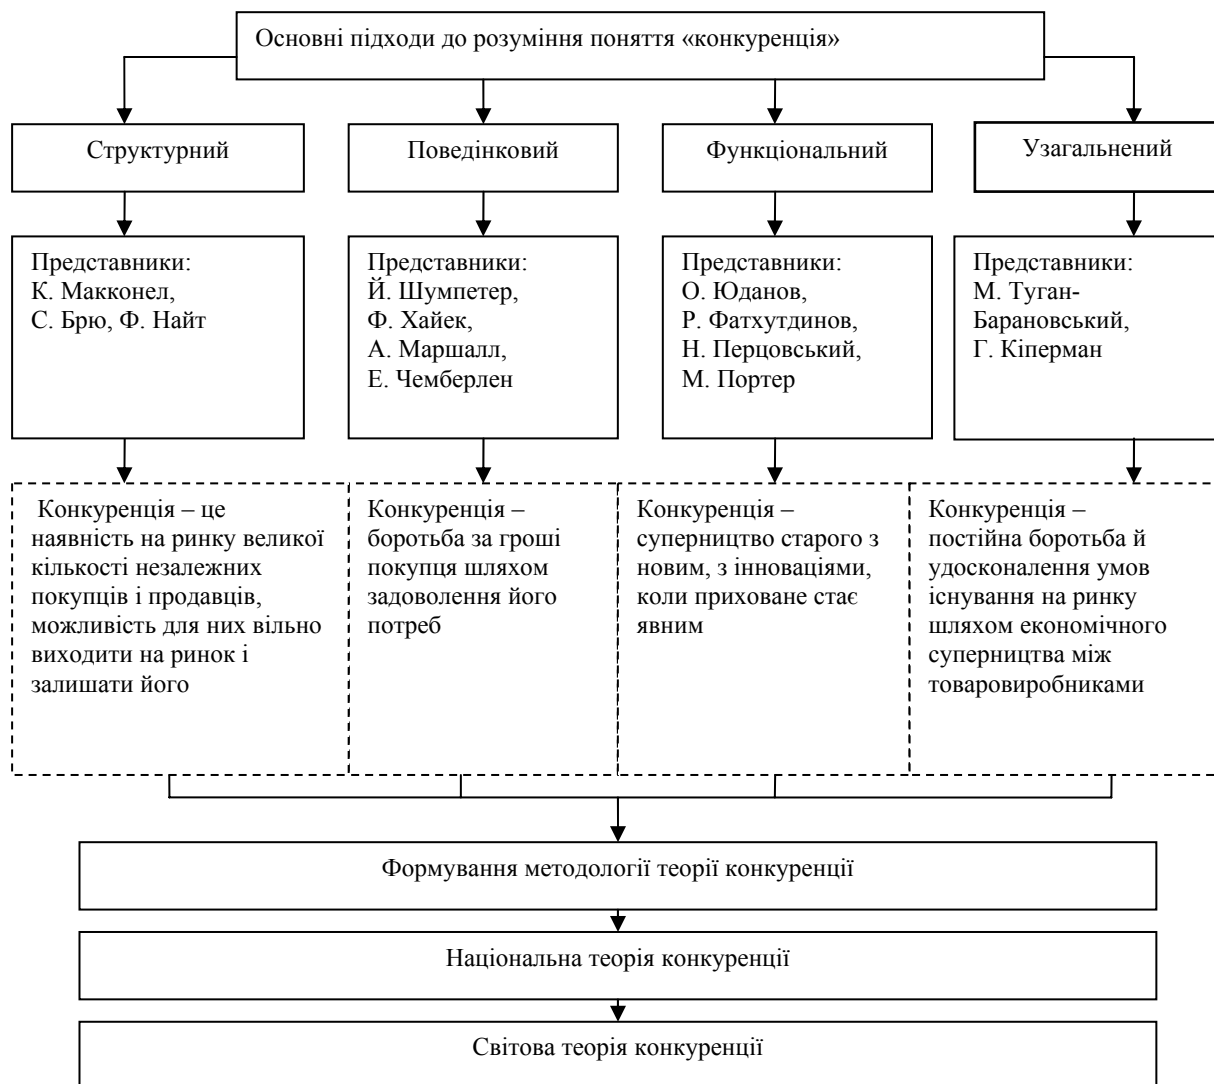 Основні підходи до розуміння поняття «конкуренція»
Структурний
Поведінковий
Функціональний
Узагальнений
Представники:
К. Макконел,
С. Брю, Ф. Найт
Представники:
Й. Шумпетер,
Ф. Хайек,
А. Маршалл,
Е. Чемберлен
Представники:
О. Юданов,
Р. Фатхутдинов,
Н. Перцовський,
М. Портер
Представники:
М. Туган-
Барановський,
Г. Кіперман
Конкуренція – це
наявність на ринку великої
кількості незалежних
покупців і продавців,
можливість для них вільно
виходити на ринок і
залишати його
Конкуренція –
боротьба за гроші
покупця шляхом
задоволення його
потреб
Конкуренція –
суперництво старого з
новим, з інноваціями,
коли приховане стає
явним
Конкуренція –
постійна боротьба й
удосконалення умов
існування на ринку
шляхом економічного
суперництва між
товаровиробниками
Формування методології теорії конкуренції
Національна теорія конкуренції
Світова теорія конкуренції